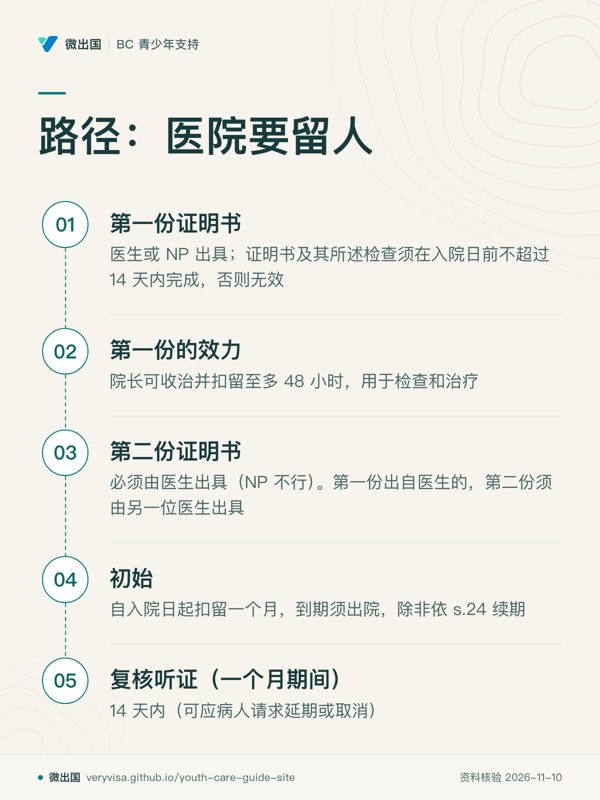 微出国 | BC 青少年支持
路径：医院要留人
01 第一份证明书
医生或 NP 出具；证明书及其所述检查须在入院日前不超过
14 天内完成，否则无效
02 第一份的效力
院长可收治并扣留至多 48 小时，用于检查和治疗
03 第二份证明书
必须由医生出具（NP 不行）。第一份出自医生的，第二份须
由另一位医生出具
04 初始
自入院日起扣留一个月，到期须出院，除非依 s.24 续期
05 复核听证（一个月期间）
14 天内（可应病人请求延期或取消）
微出国 veryvisa.github.io/youth-care-guide-site 资料核验 2026-11-10